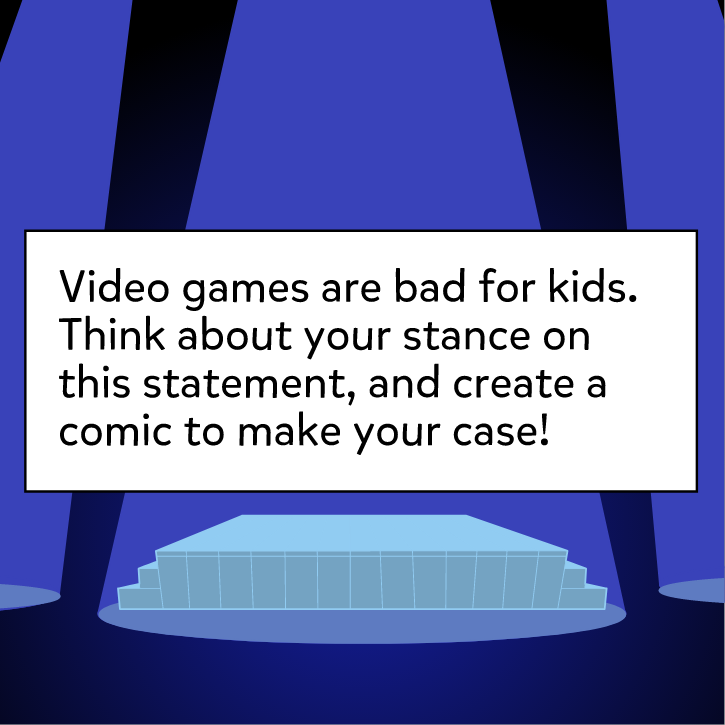 Video games are bad for kids.
Think about your stance on
this statement, and create a
comic to make your case!